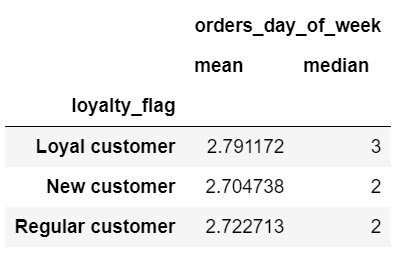 orders_day_of_week
mean median
loyalty_flag
Loyal customer 2.791172 3
New customer 2.704738 2
Regular customer 2.722713 2